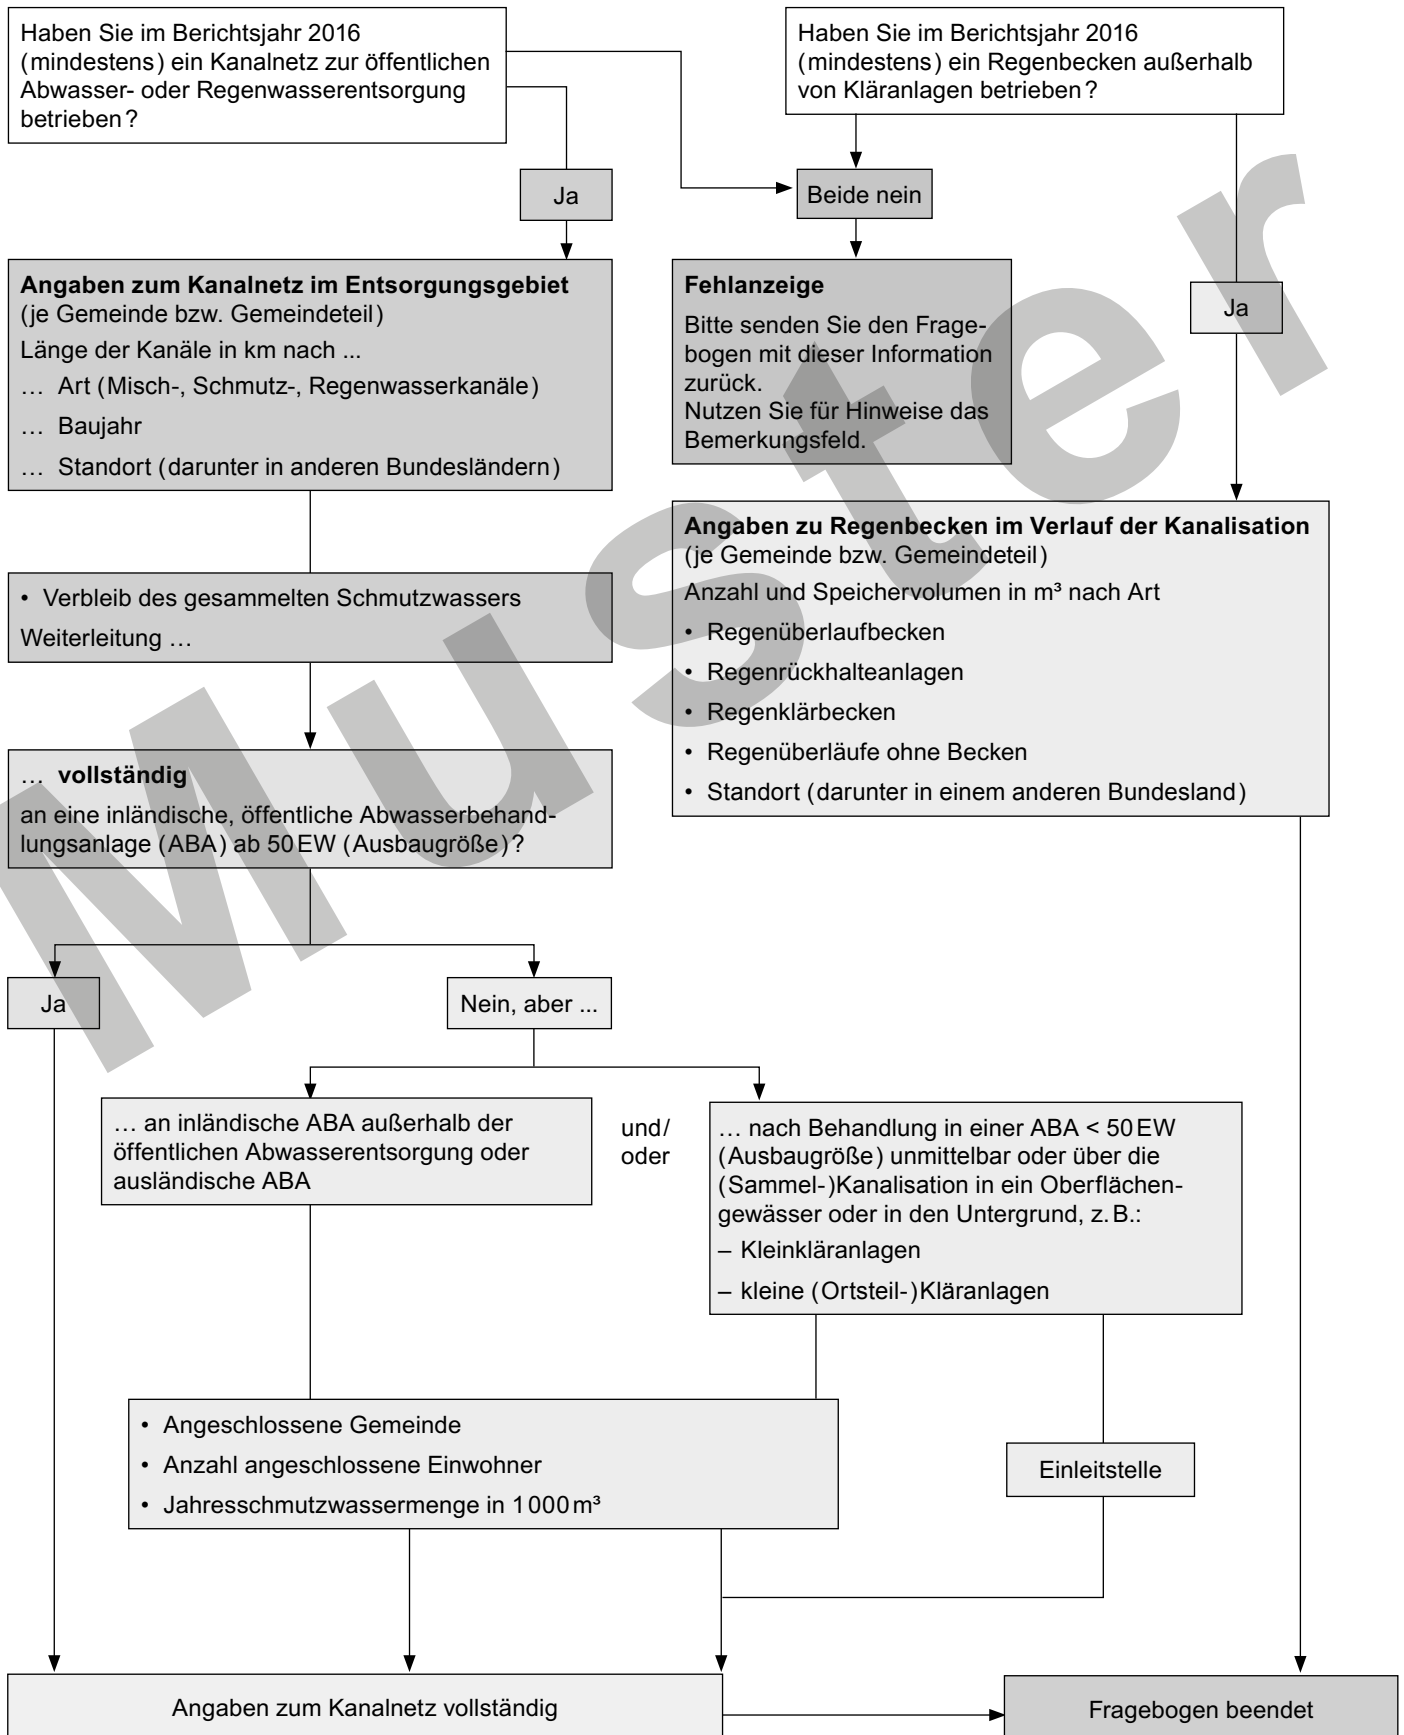 Haben Sie im Berichtsjahr 2016
(mindestens) ein Kanalnetz zur öffentlichen
Abwasser- oder Regenwasserentsorgung
betrieben?
Haben Sie im Berichtsjahr 2016
(mindestens) ein Regenbecken außerhalb
von Kläranlagen betrieben?
Ja
Beide nein
Angaben zum Kanalnetz im Entsorgungsgebiet
(je Gemeinde bzw. Gemeindeteil)
Länge der Kanäle in km nach ...
… Art (Misch-, Schmutz-, Regenwasserkanäle)
… Baujahr
… Standort (darunter in anderen Bundesländern)
Fehlanzeige
Bitte senden Sie den Frage-
bogen mit dieser Information
zurück.
Nutzen Sie für Hinweise das
Bemerkungsfeld.
Ja
Angaben zu Regenbecken im Verlauf der Kanalisation
(je Gemeinde bzw. Gemeindeteil)
Anzahl und Speichervolumen in m³ nach Art
• Regenüberlaufbecken
• Regenrückhalteanlagen
• Regenklärbecken
• Regenüberläufe ohne Becken
• Standort (darunter in einem anderen Bundesland)
• Verbleib des gesammelten Schmutzwassers
Weiterleitung …
… vollständig
an eine inländische, öffentliche Abwasserbehand-
lungsanlage (ABA) ab 50 EW (Ausbaugröße)?
Ja
Nein, aber ...
… an inländische ABA außerhalb der
öffentlichen Abwasserentsorgung oder
ausländische ABA
und/
oder
… nach Behandlung in einer ABA < 50 EW
(Ausbaugröße) unmittelbar oder über die
(Sammel-)Kanalisation in ein Oberflächen-
gewässer oder in den Untergrund, z. B.:
– Kleinkläranlagen
– kleine (Ortsteil-)Kläranlagen
• Angeschlossene Gemeinde
• Anzahl angeschlossene Einwohner
• Jahresschmutzwassermenge in 1 000 m³
Einleitstelle
Angaben zum Kanalnetz vollständig
Fragebogen beendet
Muster